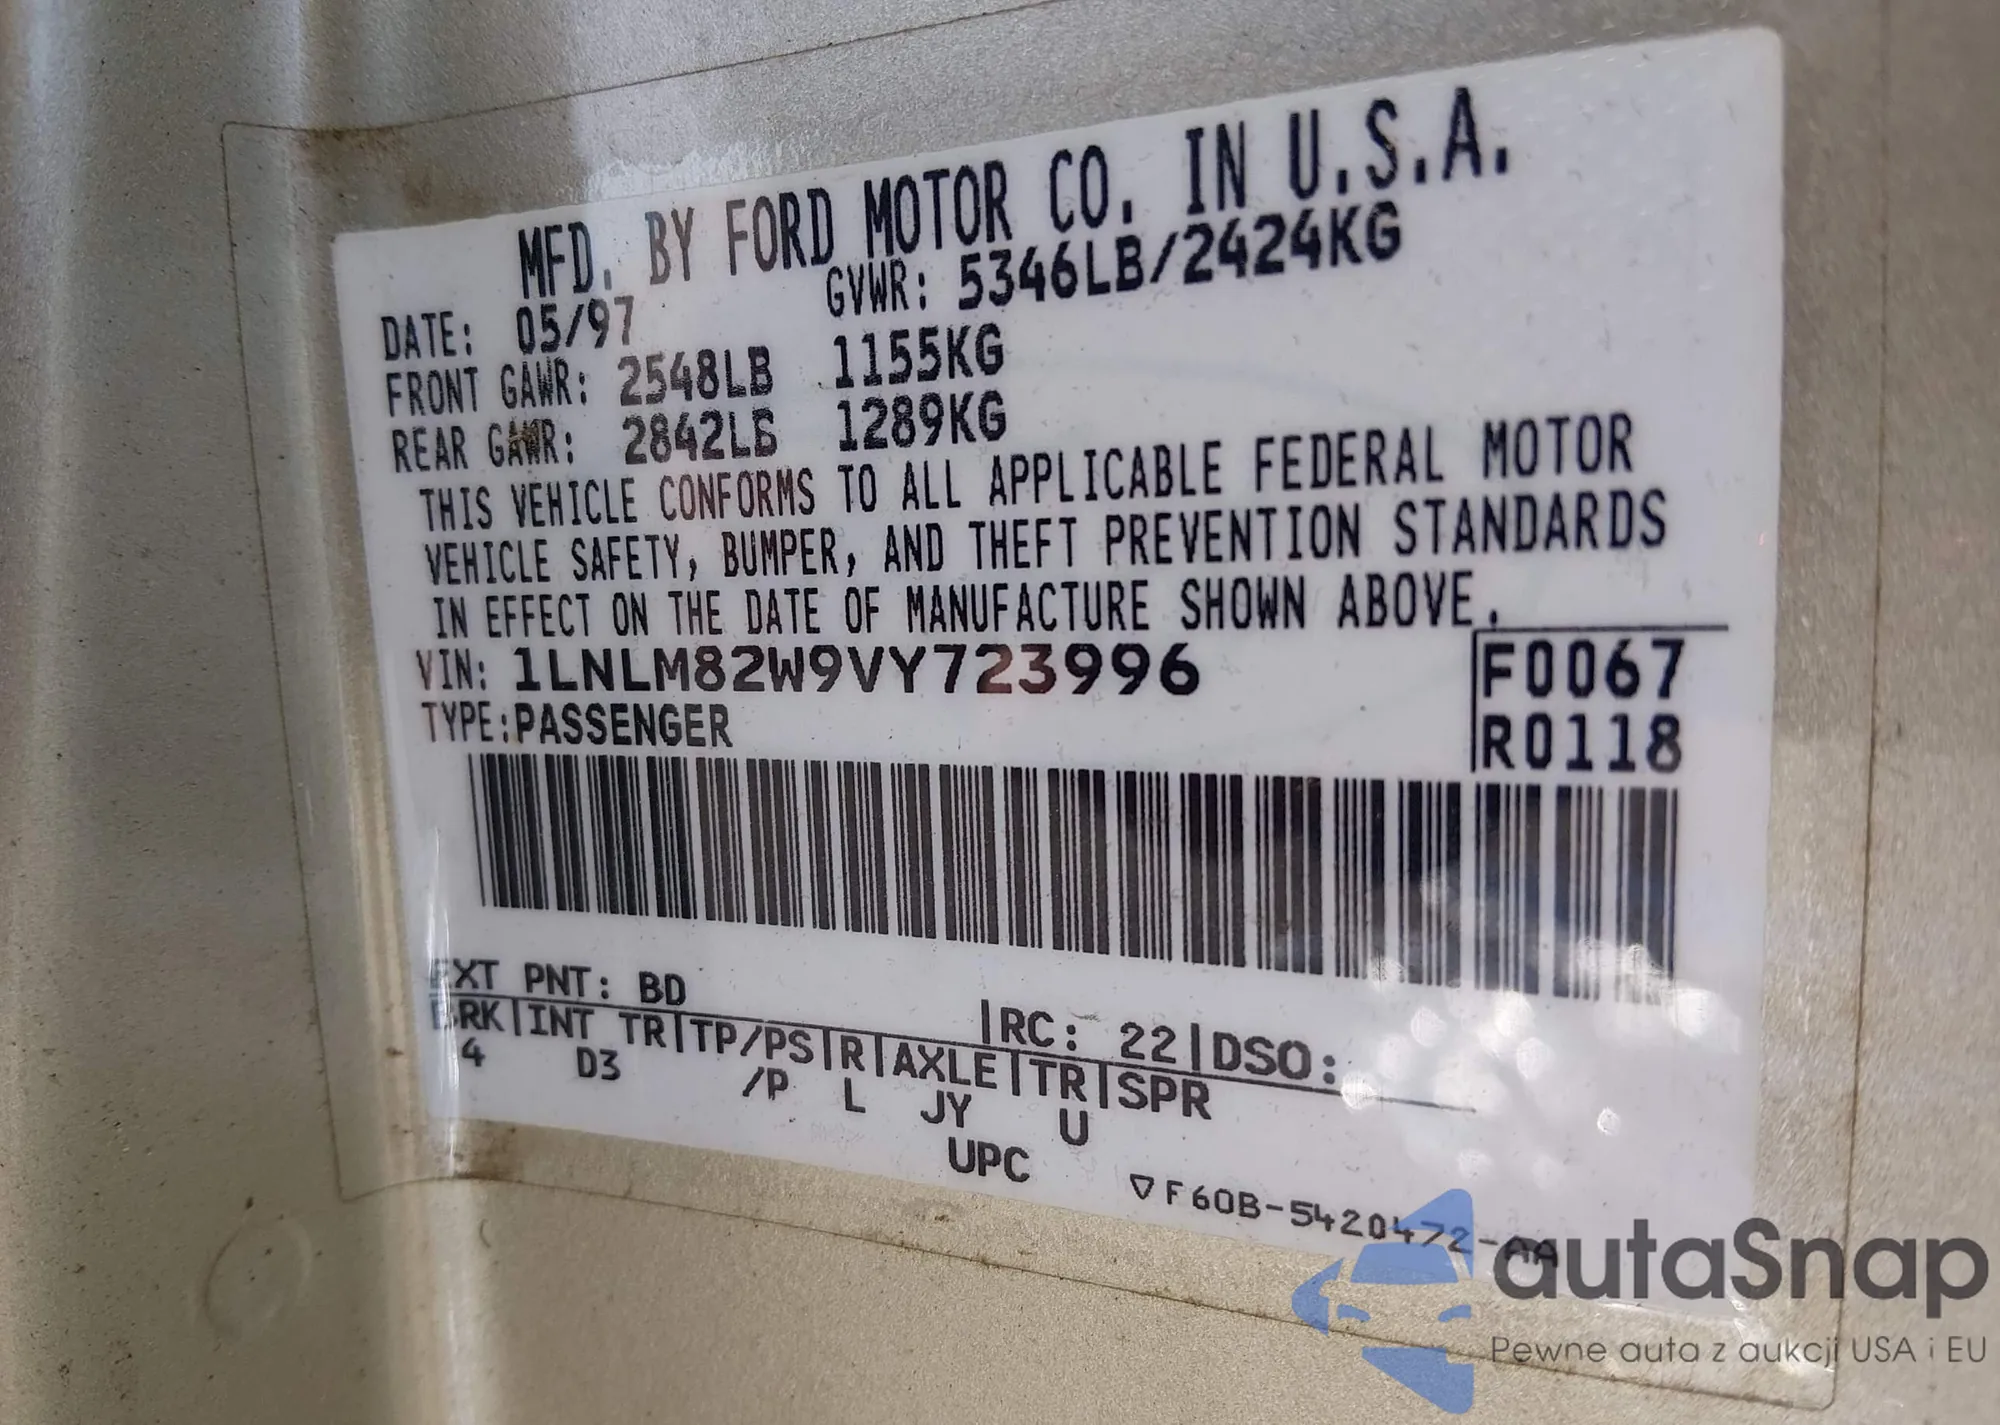 MFD. BY FORD MOTOR CO. IN U.S.A.
DATE: 05/97 GVWR: 5346LB/2424KG
FRONT GAWR: 2548LB 1155KG
REAR GAWR: 2842LB 1289KG
THIS VEHICLE CONFORMS TO ALL APPLICABLE FEDERAL MOTOR
VEHICLE SAFETY, BUMPER, AND THEFT PREVENTION STANDARDS
IN EFFECT ON THE DATE OF MANUFACTURE SHOWN ABOVE.
VIN: 1LNLM82W9VY723996 F0067
TYPE:PASSENGER R0118
EXT PNT: BD |RC: 22|DSO:
BRK|INT TR|TP/PS|R|AXLE|TR|SPR
4 D3 /P L JY U
UPC
▽F60B-5420472-AA
autaSnap
Pewne auta z aukcji USA i EU